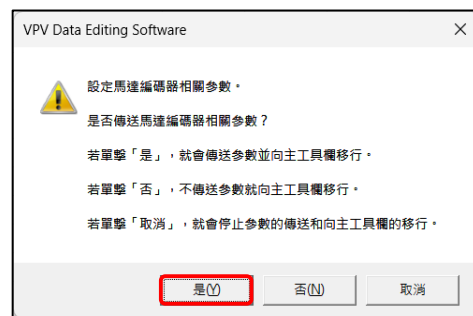 VPV Data Editing Software
設定馬達編碼器相關參數。
是否傳送馬達編碼器相關參數？
若單擊「是」，就會傳送參數並向主工具欄移行。
若單擊「否」，不傳送參數就向主工具欄移行。
若單擊「取消」，就會停止參數的傳送和向主工具欄的移行。
是(Y)
否(N)
取消